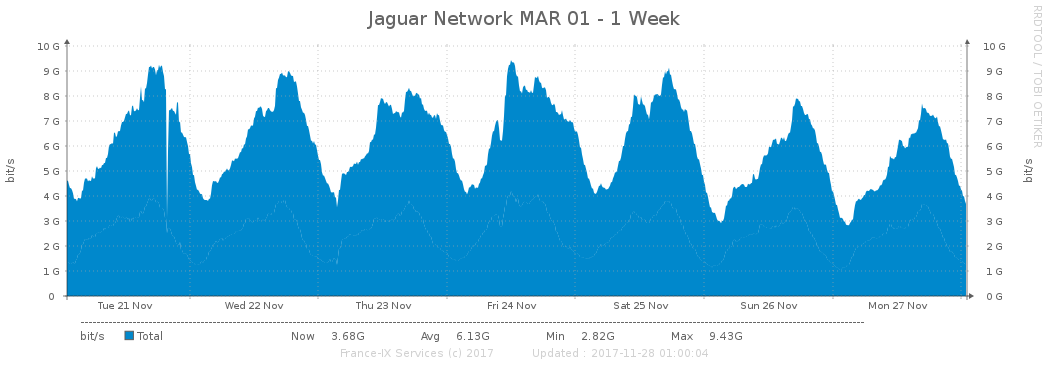 Jaguar Network MAR 01 - 1 Week
RRDTOOL / TOBI OETIKER
bit/s
10 G
9 G
8 G
7 G
6 G
5 G
4 G
3 G
2 G
1 G
0
10 G
9 G
8 G
7 G
6 G
5 G
4 G
3 G
2 G
1 G
0 G
bit/s
Tue 21 Nov Wed 22 Nov Thu 23 Nov Fri 24 Nov Sat 25 Nov Sun 26 Nov Mon 27 Nov
bit/s Total Now 3.68G Avg 6.13G Min 2.82G Max 9.43G
France-IX Services (c) 2017 Updated : 2017-11-28 01:00:04